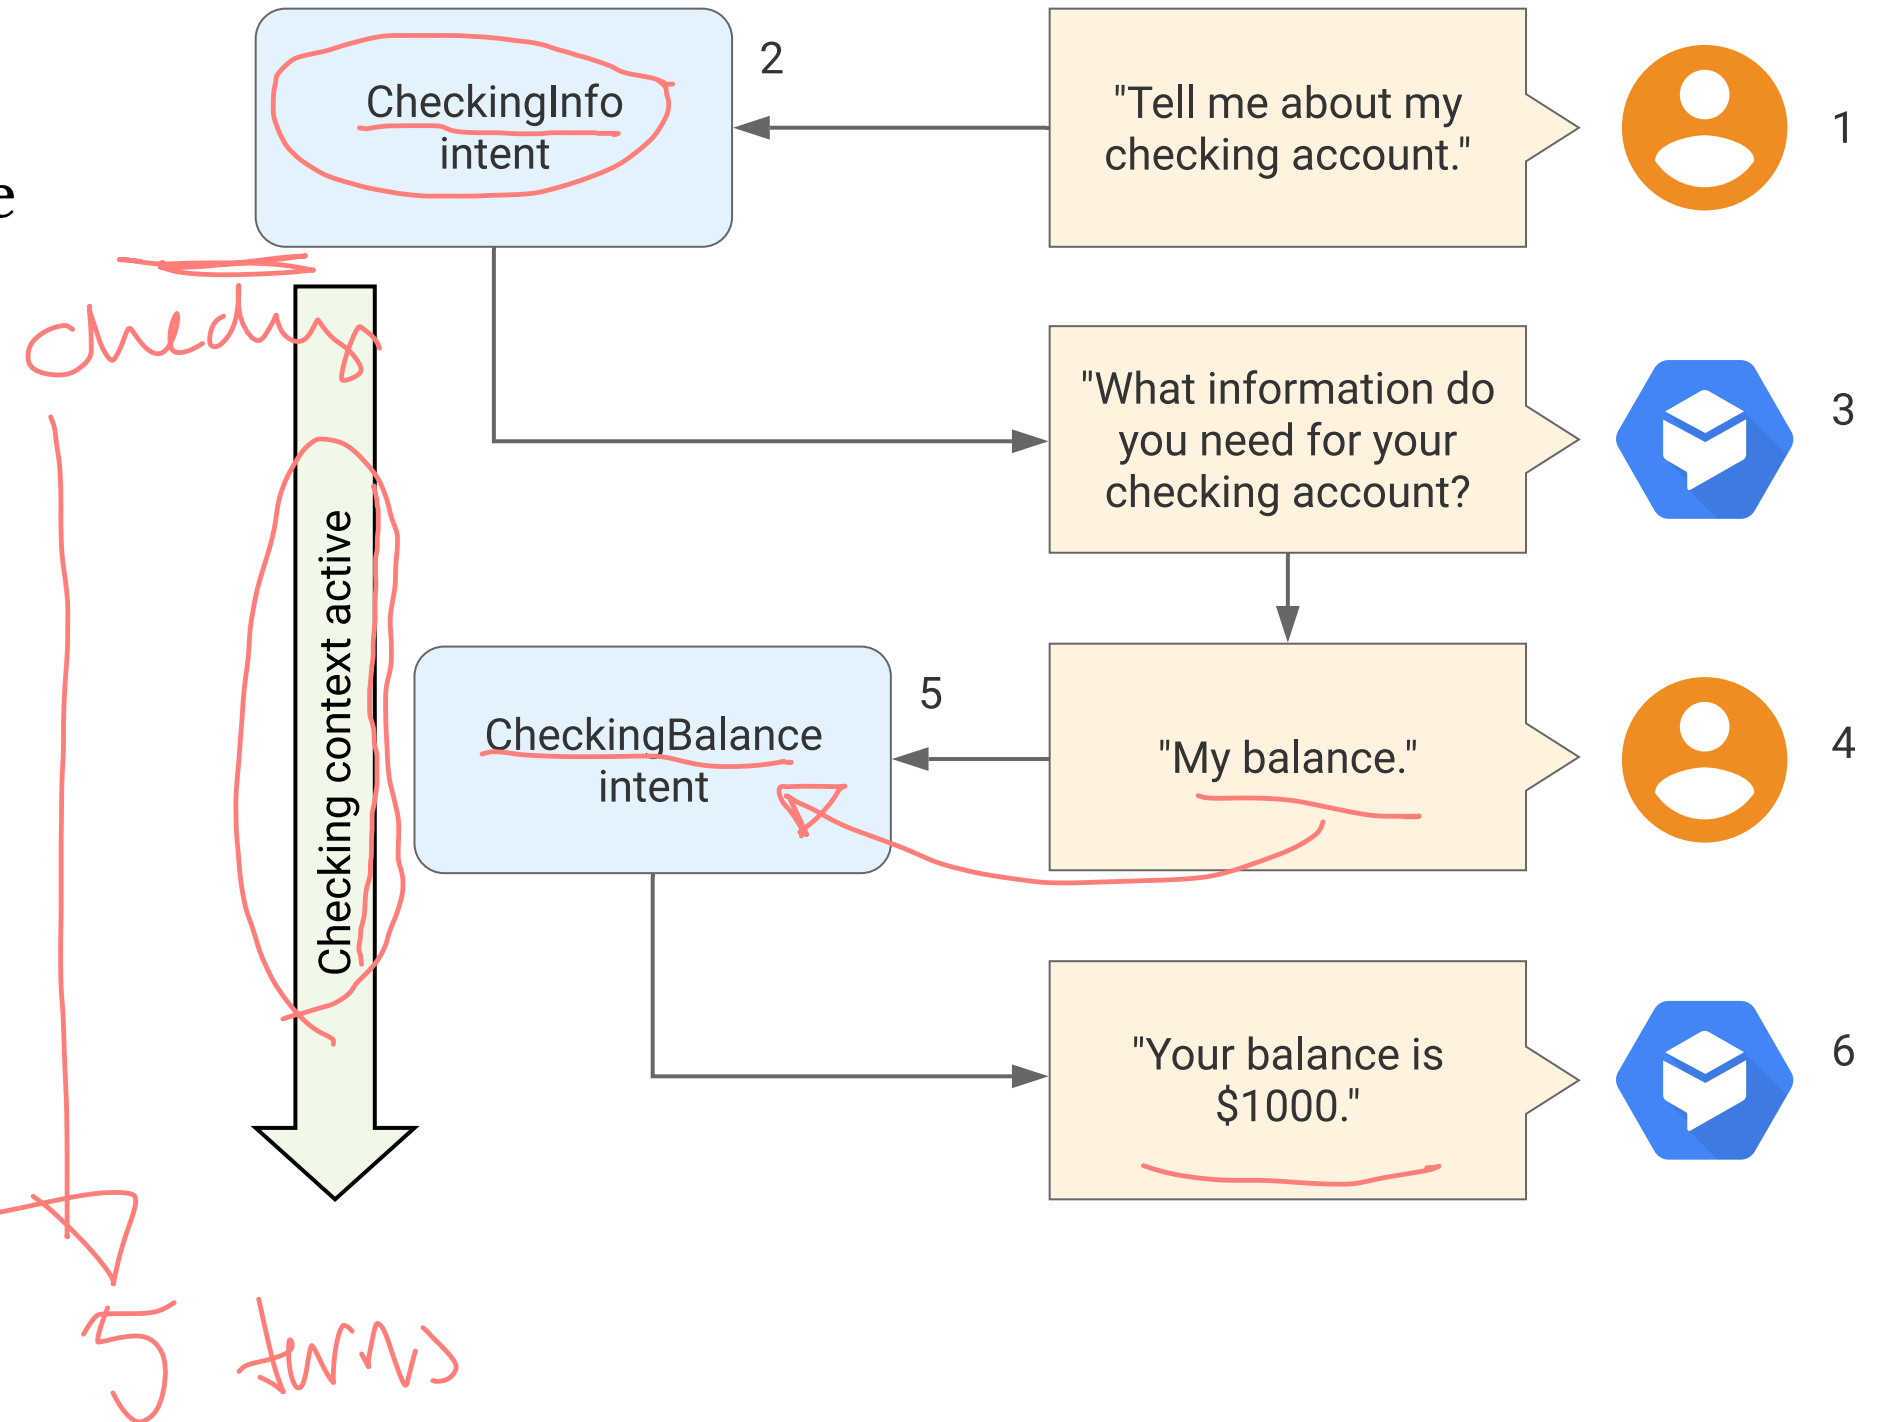 CheckingInfo
intent
2
"Tell me about my
checking account."
1
e
"What information do
you need for your
checking account?
3
Checking context active
CheckingBalance
intent
5
"My balance."
4
"Your balance is
$1000."
6
5 turns